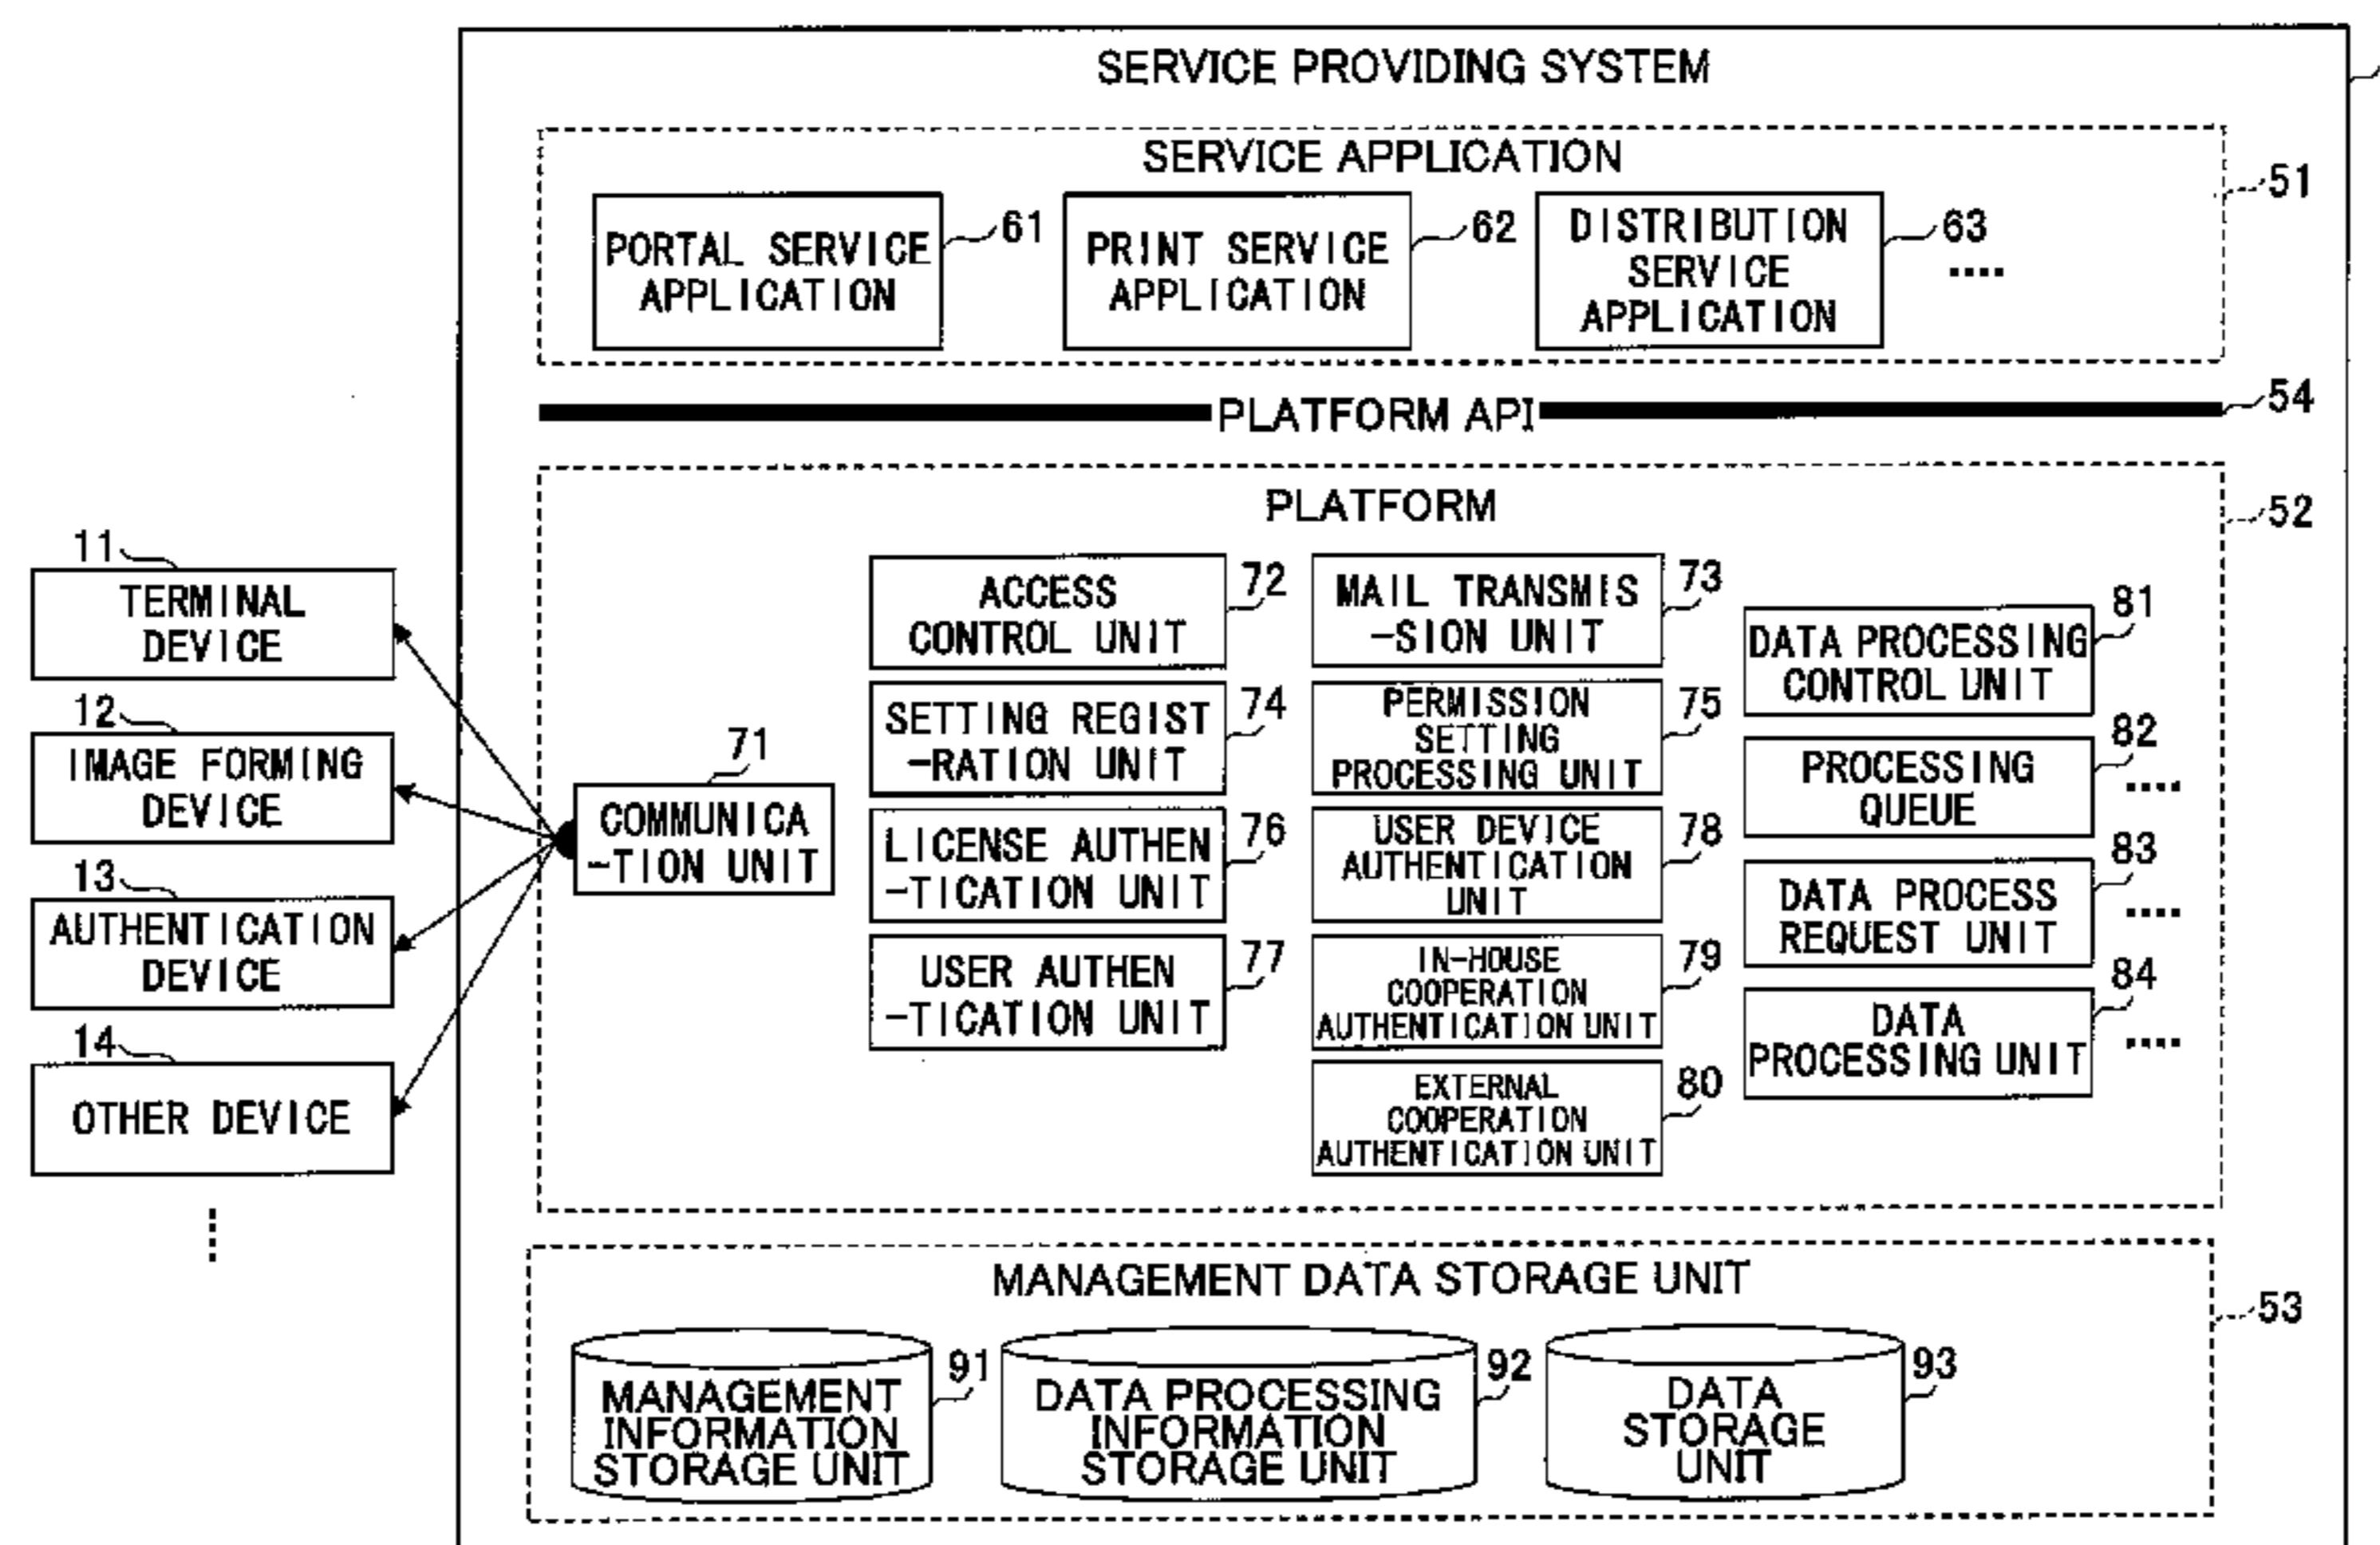 SERVICE PROVIDING SYSTEM
SERVICE APPLICATION
51
PORTAL SERVICE
APPLICATION
61
PRINT SERVICE
APPLICATION
62
DISTRIBUTION
SERVICE
APPLICATION
63
....
PLATFORM API
54
PLATFORM
52
11
TERMINAL
DEVICE
12
IMAGE FORMING
DEVICE
13
AUTHENTICATION
DEVICE
14
OTHER DEVICE
71
COMMUNICA
-TION UNIT
ACCESS
CONTROL UNIT
72
MAIL TRANSMIS
-SION UNIT
73
SETTING REGIST
-RATION UNIT
74
PERMISSION
SETTING
PROCESSING UNIT
75
LICENSE AUTHEN
-TICATION UNIT
76
USER AUTHEN
-TICATION UNIT
77
USER DEVICE
AUTHENTICATION
UNIT
78
IN-HOUSE
COOPERATION
AUTHENTICATION UNIT
79
EXTERNAL
COOPERATION
AUTHENTICATION UNIT
80
DATA PROCESSING
CONTROL UNIT
81
PROCESSING
QUEUE
82
....
DATA PROCESS
REQUEST UNIT
83
....
DATA
PROCESSING UNIT
84
....
MANAGEMENT DATA STORAGE UNIT
53
MANAGEMENT
INFORMATION
STORAGE UNIT
91
DATA PROCESSING
INFORMATION
STORAGE UNIT
92
DATA
STORAGE
UNIT
93